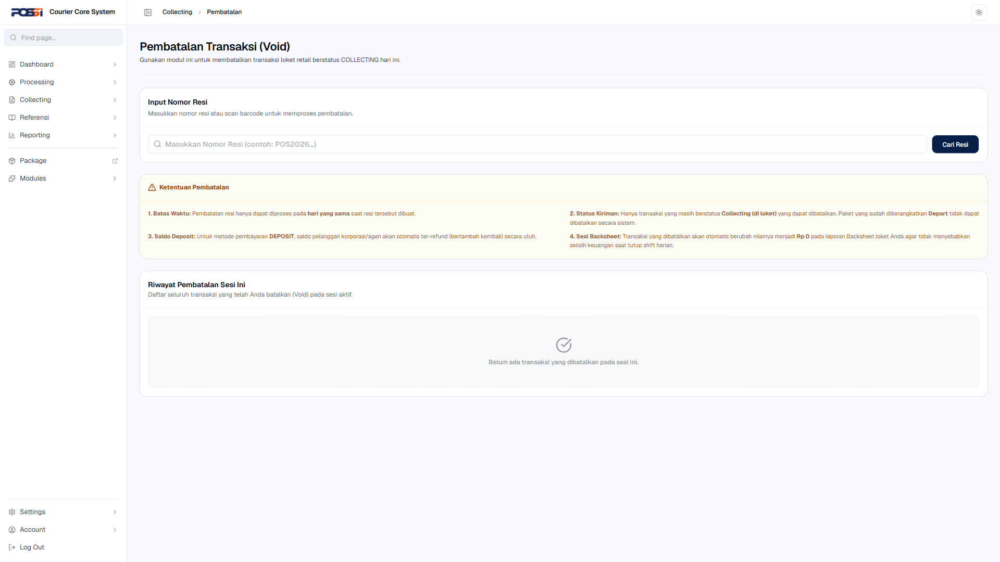 POSSi
Courier Core System
Collecting
Pembatalan
Find page...
Dashboard
Processing
Collecting
Referensi
Reporting
Package
Modules
Settings
Account
Log Out
Pembatalan Transaksi (Void)
Gunakan modul ini untuk membatalkan transaksi loket retail berstatus COLLECTING hari ini.
Input Nomor Resi
Masukkan nomor resi atau scan barcode untuk memproses pembatalan.
Masukkan Nomor Resi (contoh: POS2026...)
Cari Resi
Ketentuan Pembatalan
1. Batas Waktu: Pembatalan resi hanya dapat diproses pada hari yang sama saat resi tersebut dibuat.
2. Status Kiriman: Hanya transaksi yang masih berstatus Collecting (di loket) yang dapat dibatalkan. Paket yang sudah diberangkatkan Depart tidak dapat
dibatalkan secara sistem.
3. Saldo Deposit: Untuk metode pembayaran DEPOSIT, saldo pelanggan korporasi/agen akan otomatis ter-refund (bertambah kembali) secara utuh.
4. Sesi Backsheet: Transaksi yang dibatalkan akan otomatis berubah nilainya menjadi Rp 0 pada laporan Backsheet loket Anda agar tidak menyebabkan
selisih keuangan saat tutup shift harian.
Riwayat Pembatalan Sesi Ini
Daftar seluruh transaksi yang telah Anda batalkan (Void) pada sesi aktif.
Belum ada transaksi yang dibatalkan pada sesi ini.